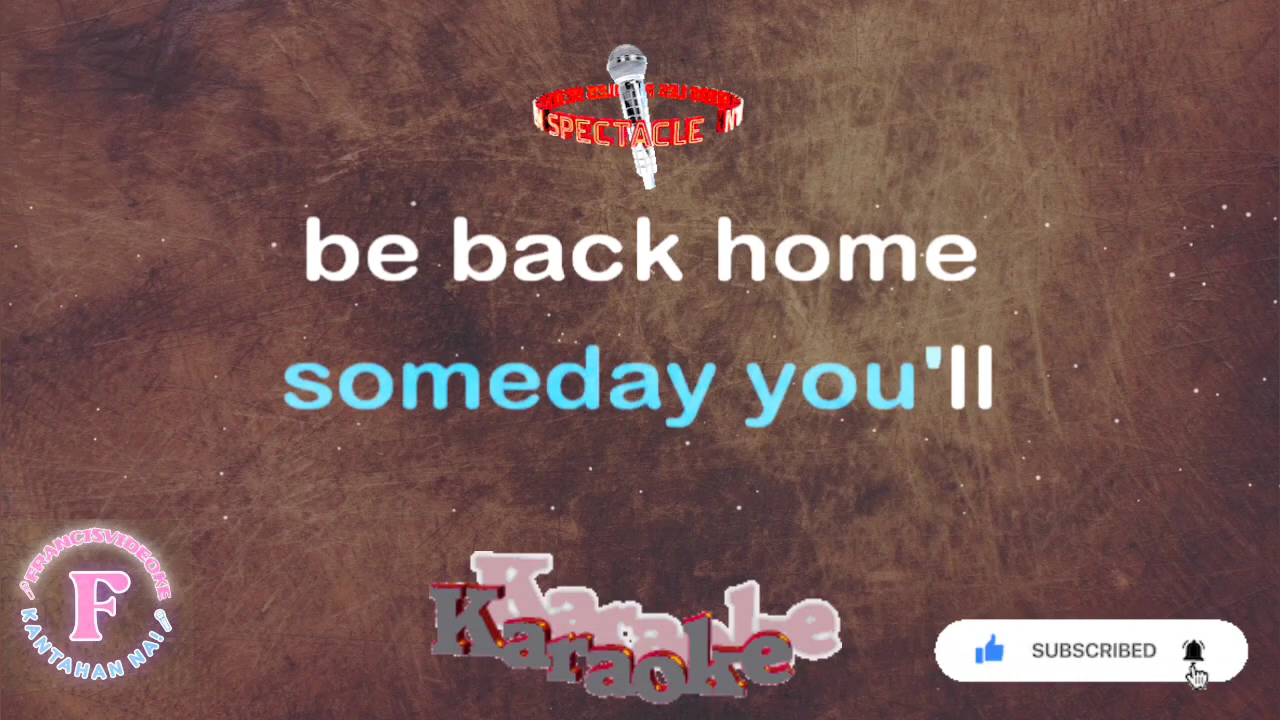 SPECTACLE
be back home
someday you'll
FRANCISVIDEOKE
F
KANTAHAN NA!
Karaoke
Karaoke
SUBSCRIBED